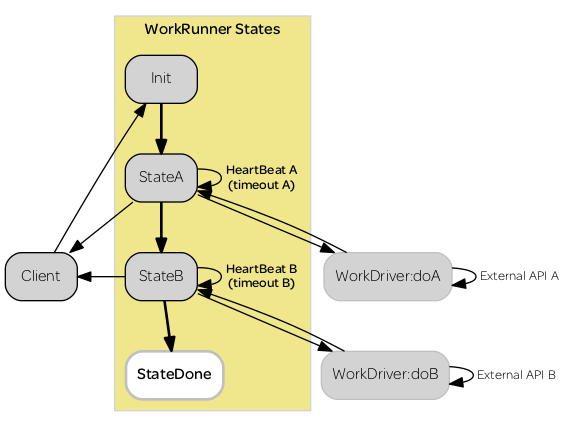 WorkRunner States
Init
StateA
HeartBeat A
(timeout A)
Client
StateB
HeartBeat B
(timeout B)
WorkDriver:doA
External API A
StateDone
WorkDriver:doB
External API B